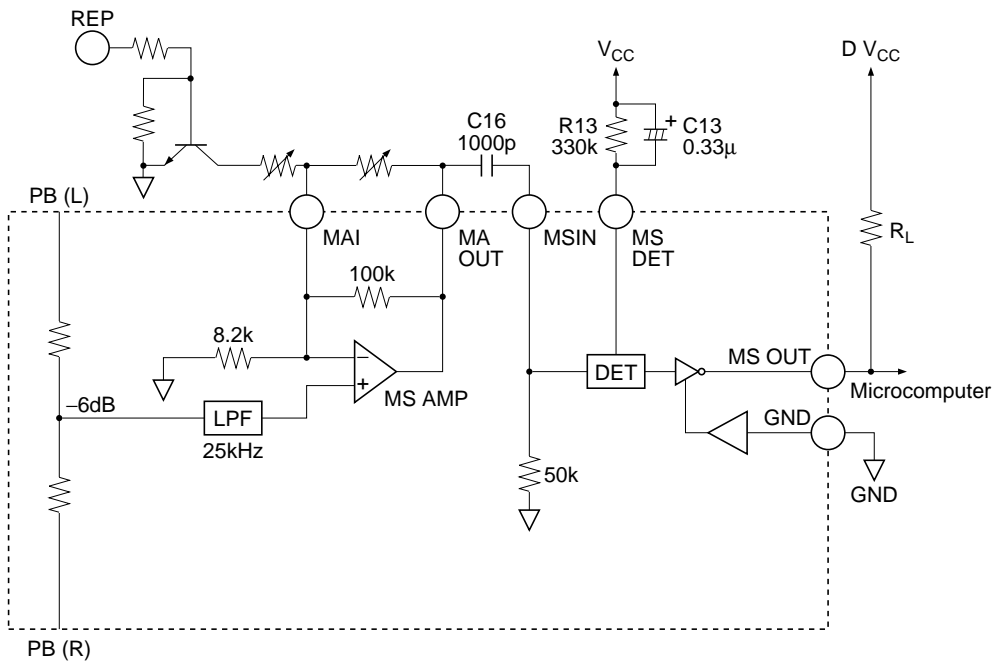 REP
VCC
D VCC
C16
1000p
R13
330k
+
C13
0.33μ
PB (L)
RL
MAI
MA
OUT
MSIN
MS
DET
100k
8.2k
−
+
MS AMP
DET
MS OUT
Microcomputer
−6dB
LPF
25kHz
GND
50k
GND
PB (R)